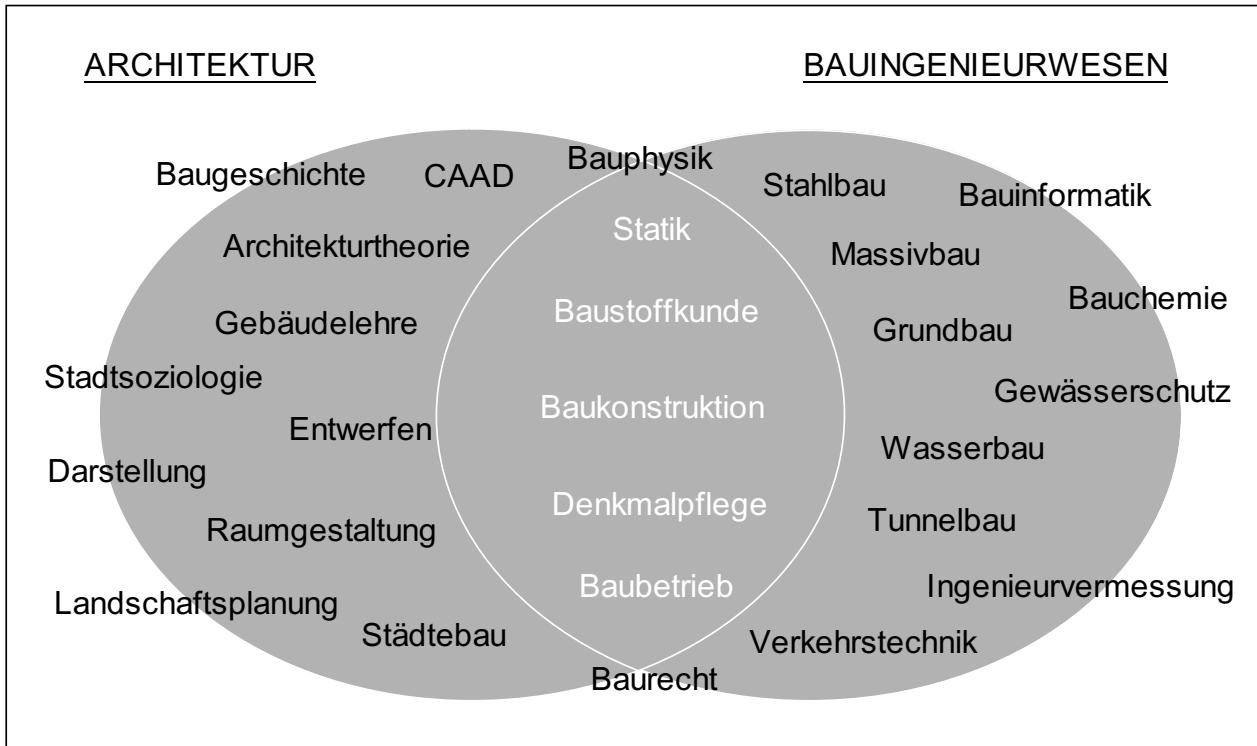 ARCHITEKTUR
BAUINGENIEURWESEN
Baugeschichte
CAAD
Architekturtheorie
Gebäudelehre
Stadtsoziologie
Entwerfen
Darstellung
Raumgestaltung
Landschaftsplanung
Städtebau
Bauphysik
Statik
Baustoffkunde
Baukonstruktion
Denkmalpflege
Baubetrieb
Baurecht
Stahlbau
Bauinformatik
Massivbau
Bauchemie
Grundbau
Gewässerschutz
Wasserbau
Tunnelbau
Ingenieurvermessung
Verkehrstechnik